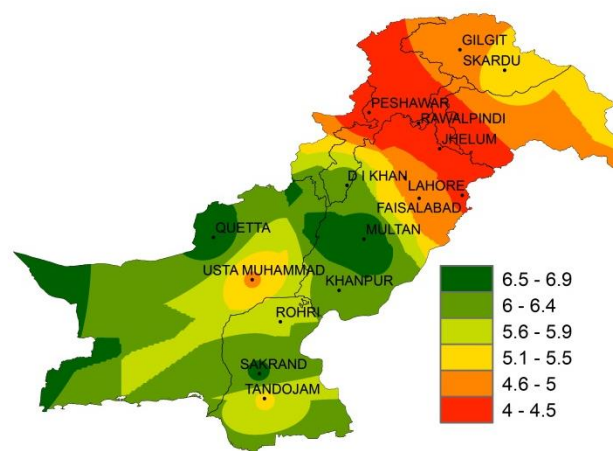 GILGIT
SKARDU
PESHAWAR
RAWALPINDI
JHELUM
D I KHAN
LAHORE
FAISALABAD
QUETTA
MULTAN
USTA MUHAMMAD
KHANPUR
ROHRI
SAKRAND
TANDOJAM
6.5 - 6.9
6 - 6.4
5.6 - 5.9
5.1 - 5.5
4.6 - 5
4 - 4.5